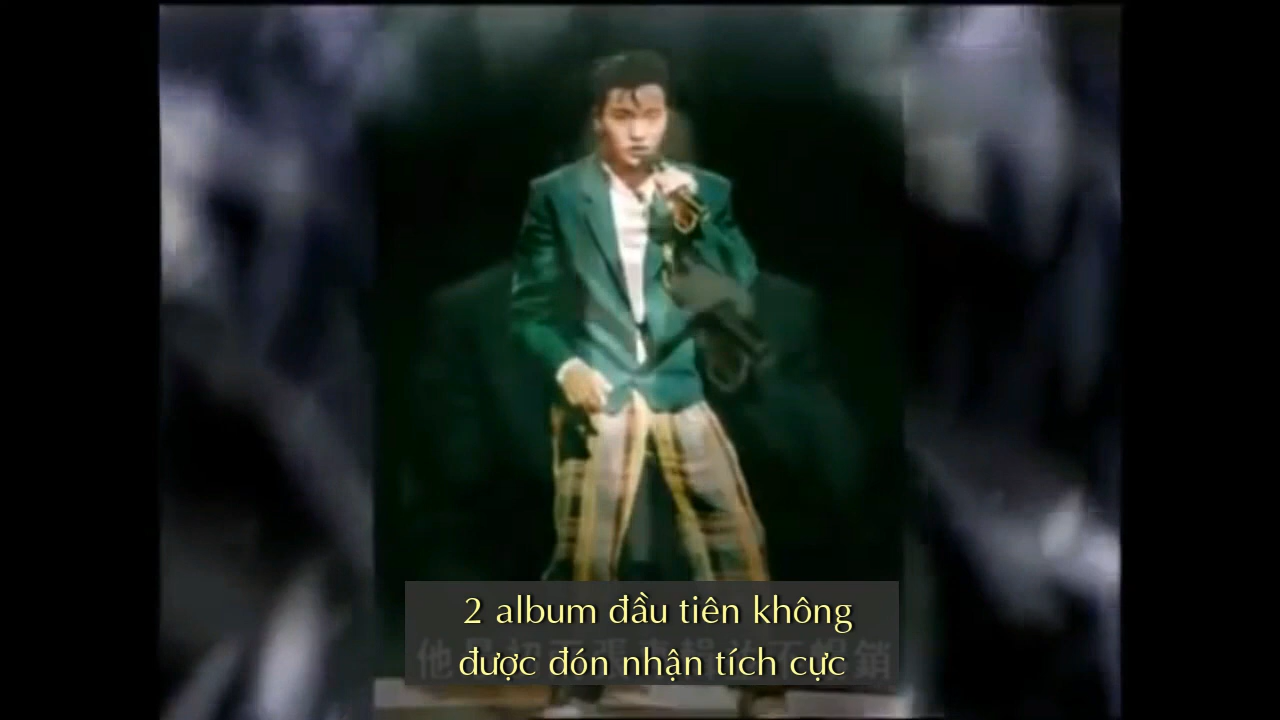 2 album đầu tiên không
được đón nhận tích cực